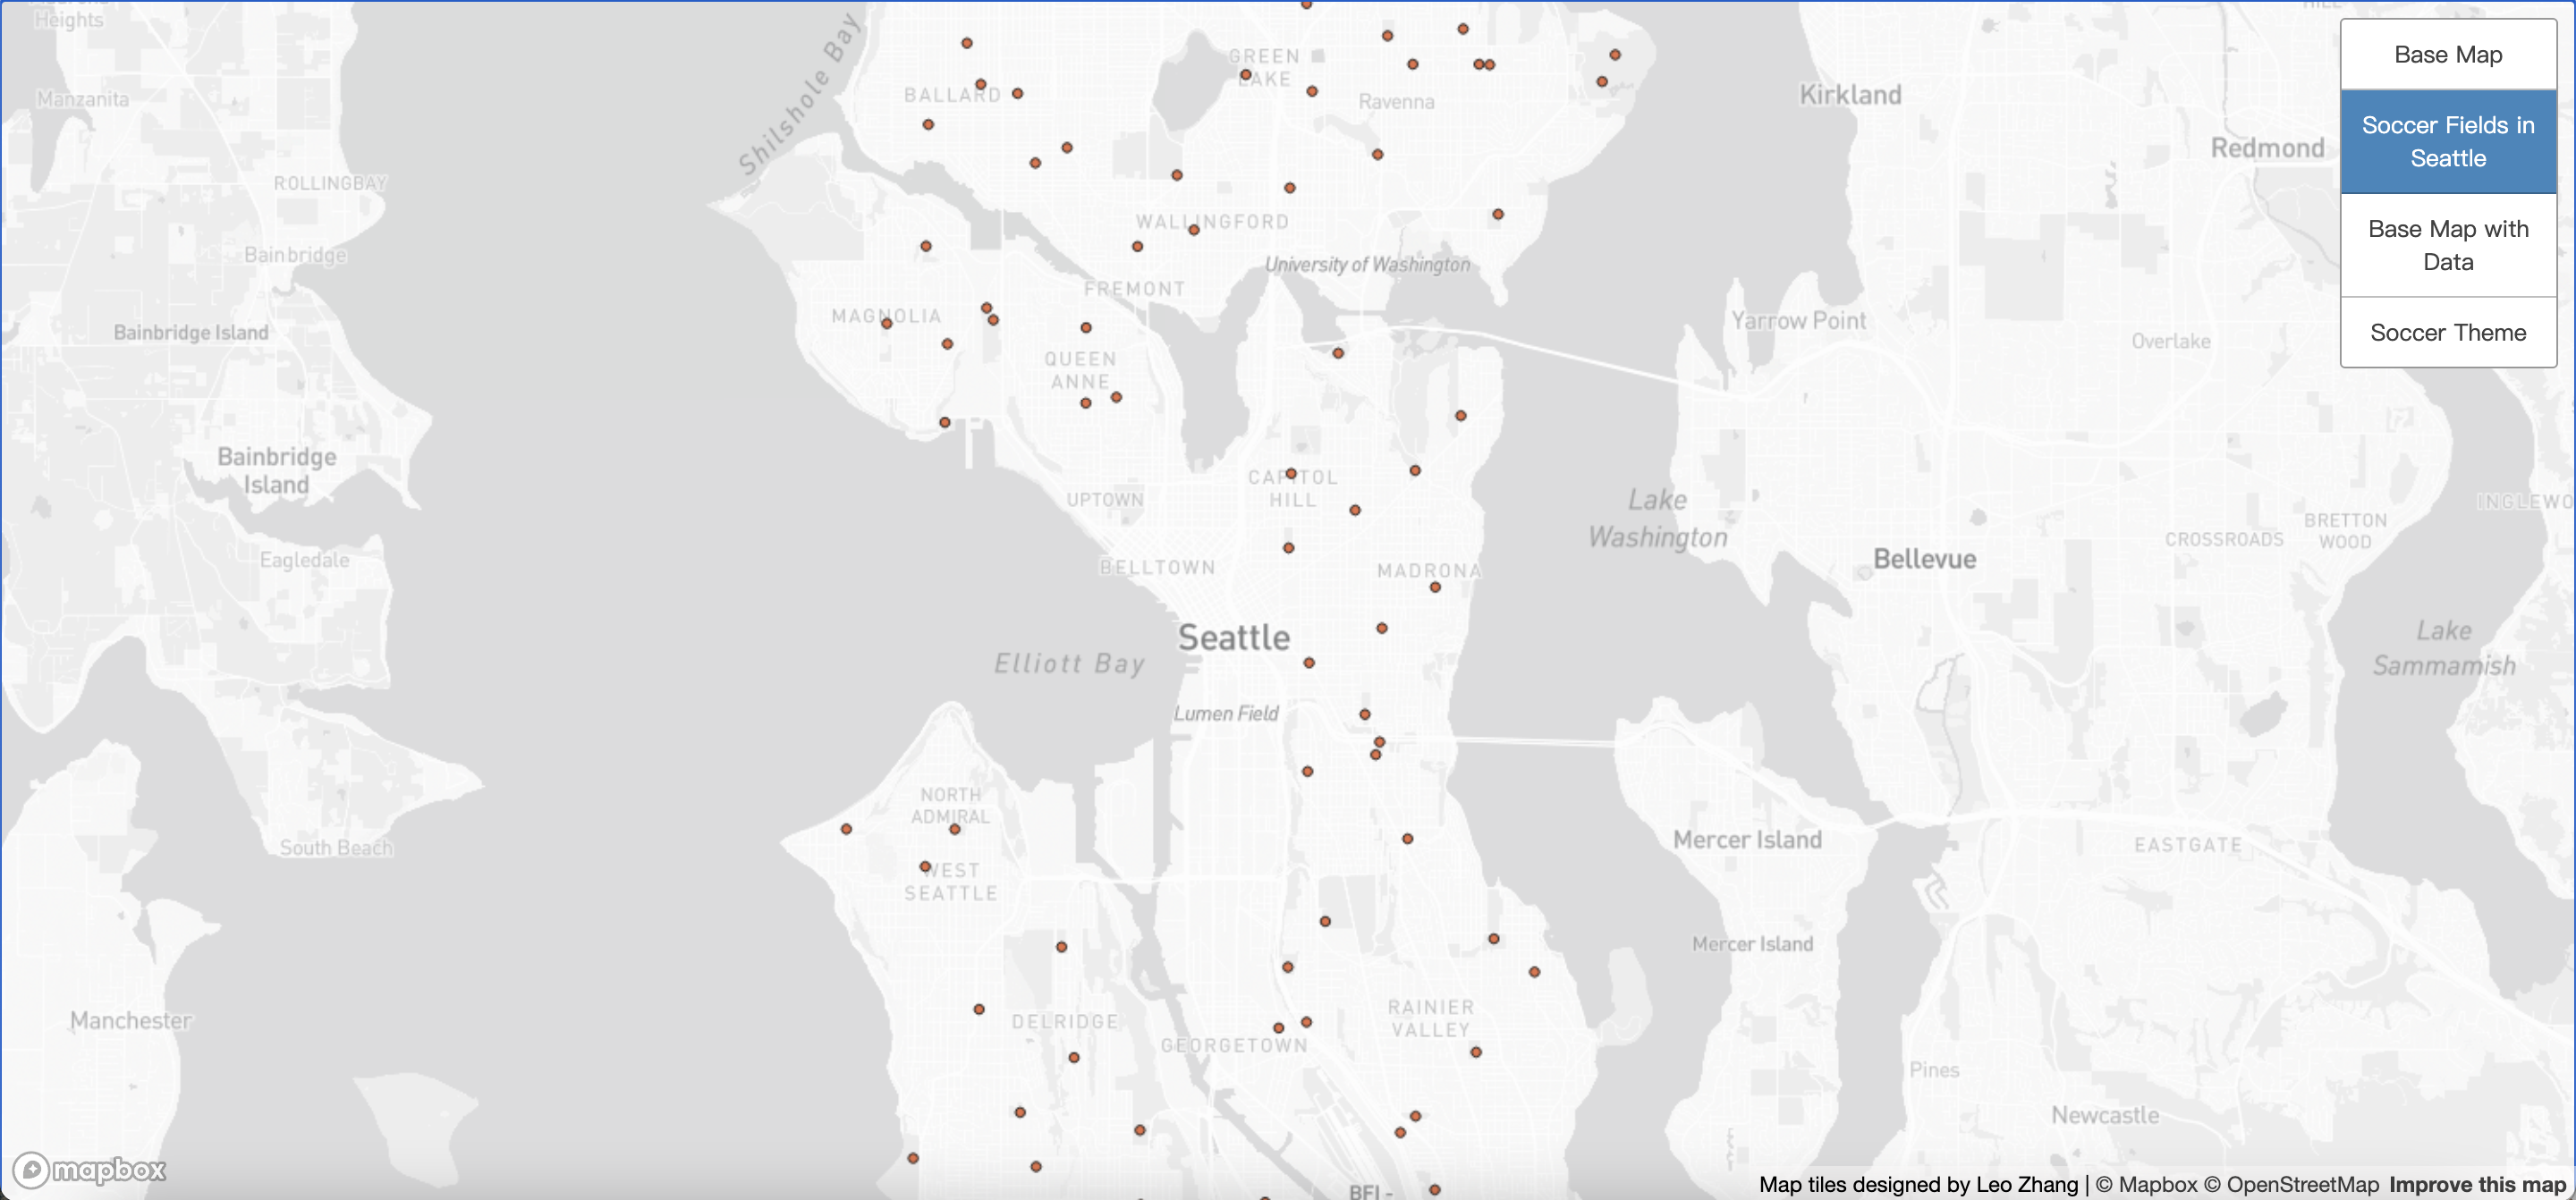 Heights
Manzanita
ROLLINGBAY
Bainbridge
Bainbridge Island
Bainbridge
Island
Eagledale
South Beach
Manchester
Shilshole Bay
BALLARD
GREEN
LAKE
Ravenna
WALLINGFORD
University of Washington
FREMONT
MAGNOLIA
QUEEN
ANNE
UPTOWN
CAPITOL
HILL
BELLTOWN
MADRONA
Seattle
Elliott Bay
Lumen Field
NORTH
ADMIRAL
WEST
SEATTLE
DELRIDGE
GEORGETOWN
RAINIER
VALLEY
BFI -
Kirkland
Redmond
Yarrow Point
Overlake
Lake
Washington
Bellevue
CROSSROADS
BRETTON
WOOD
INGLEWO
Lake
Sammamish
Mercer Island
EASTGATE
Mercer Island
Pines
Newcastle
Base Map
Soccer Fields in
Seattle
Base Map with
Data
Soccer Theme
mapbox
Map tiles designed by Leo Zhang | © Mapbox © OpenStreetMap Improve this map